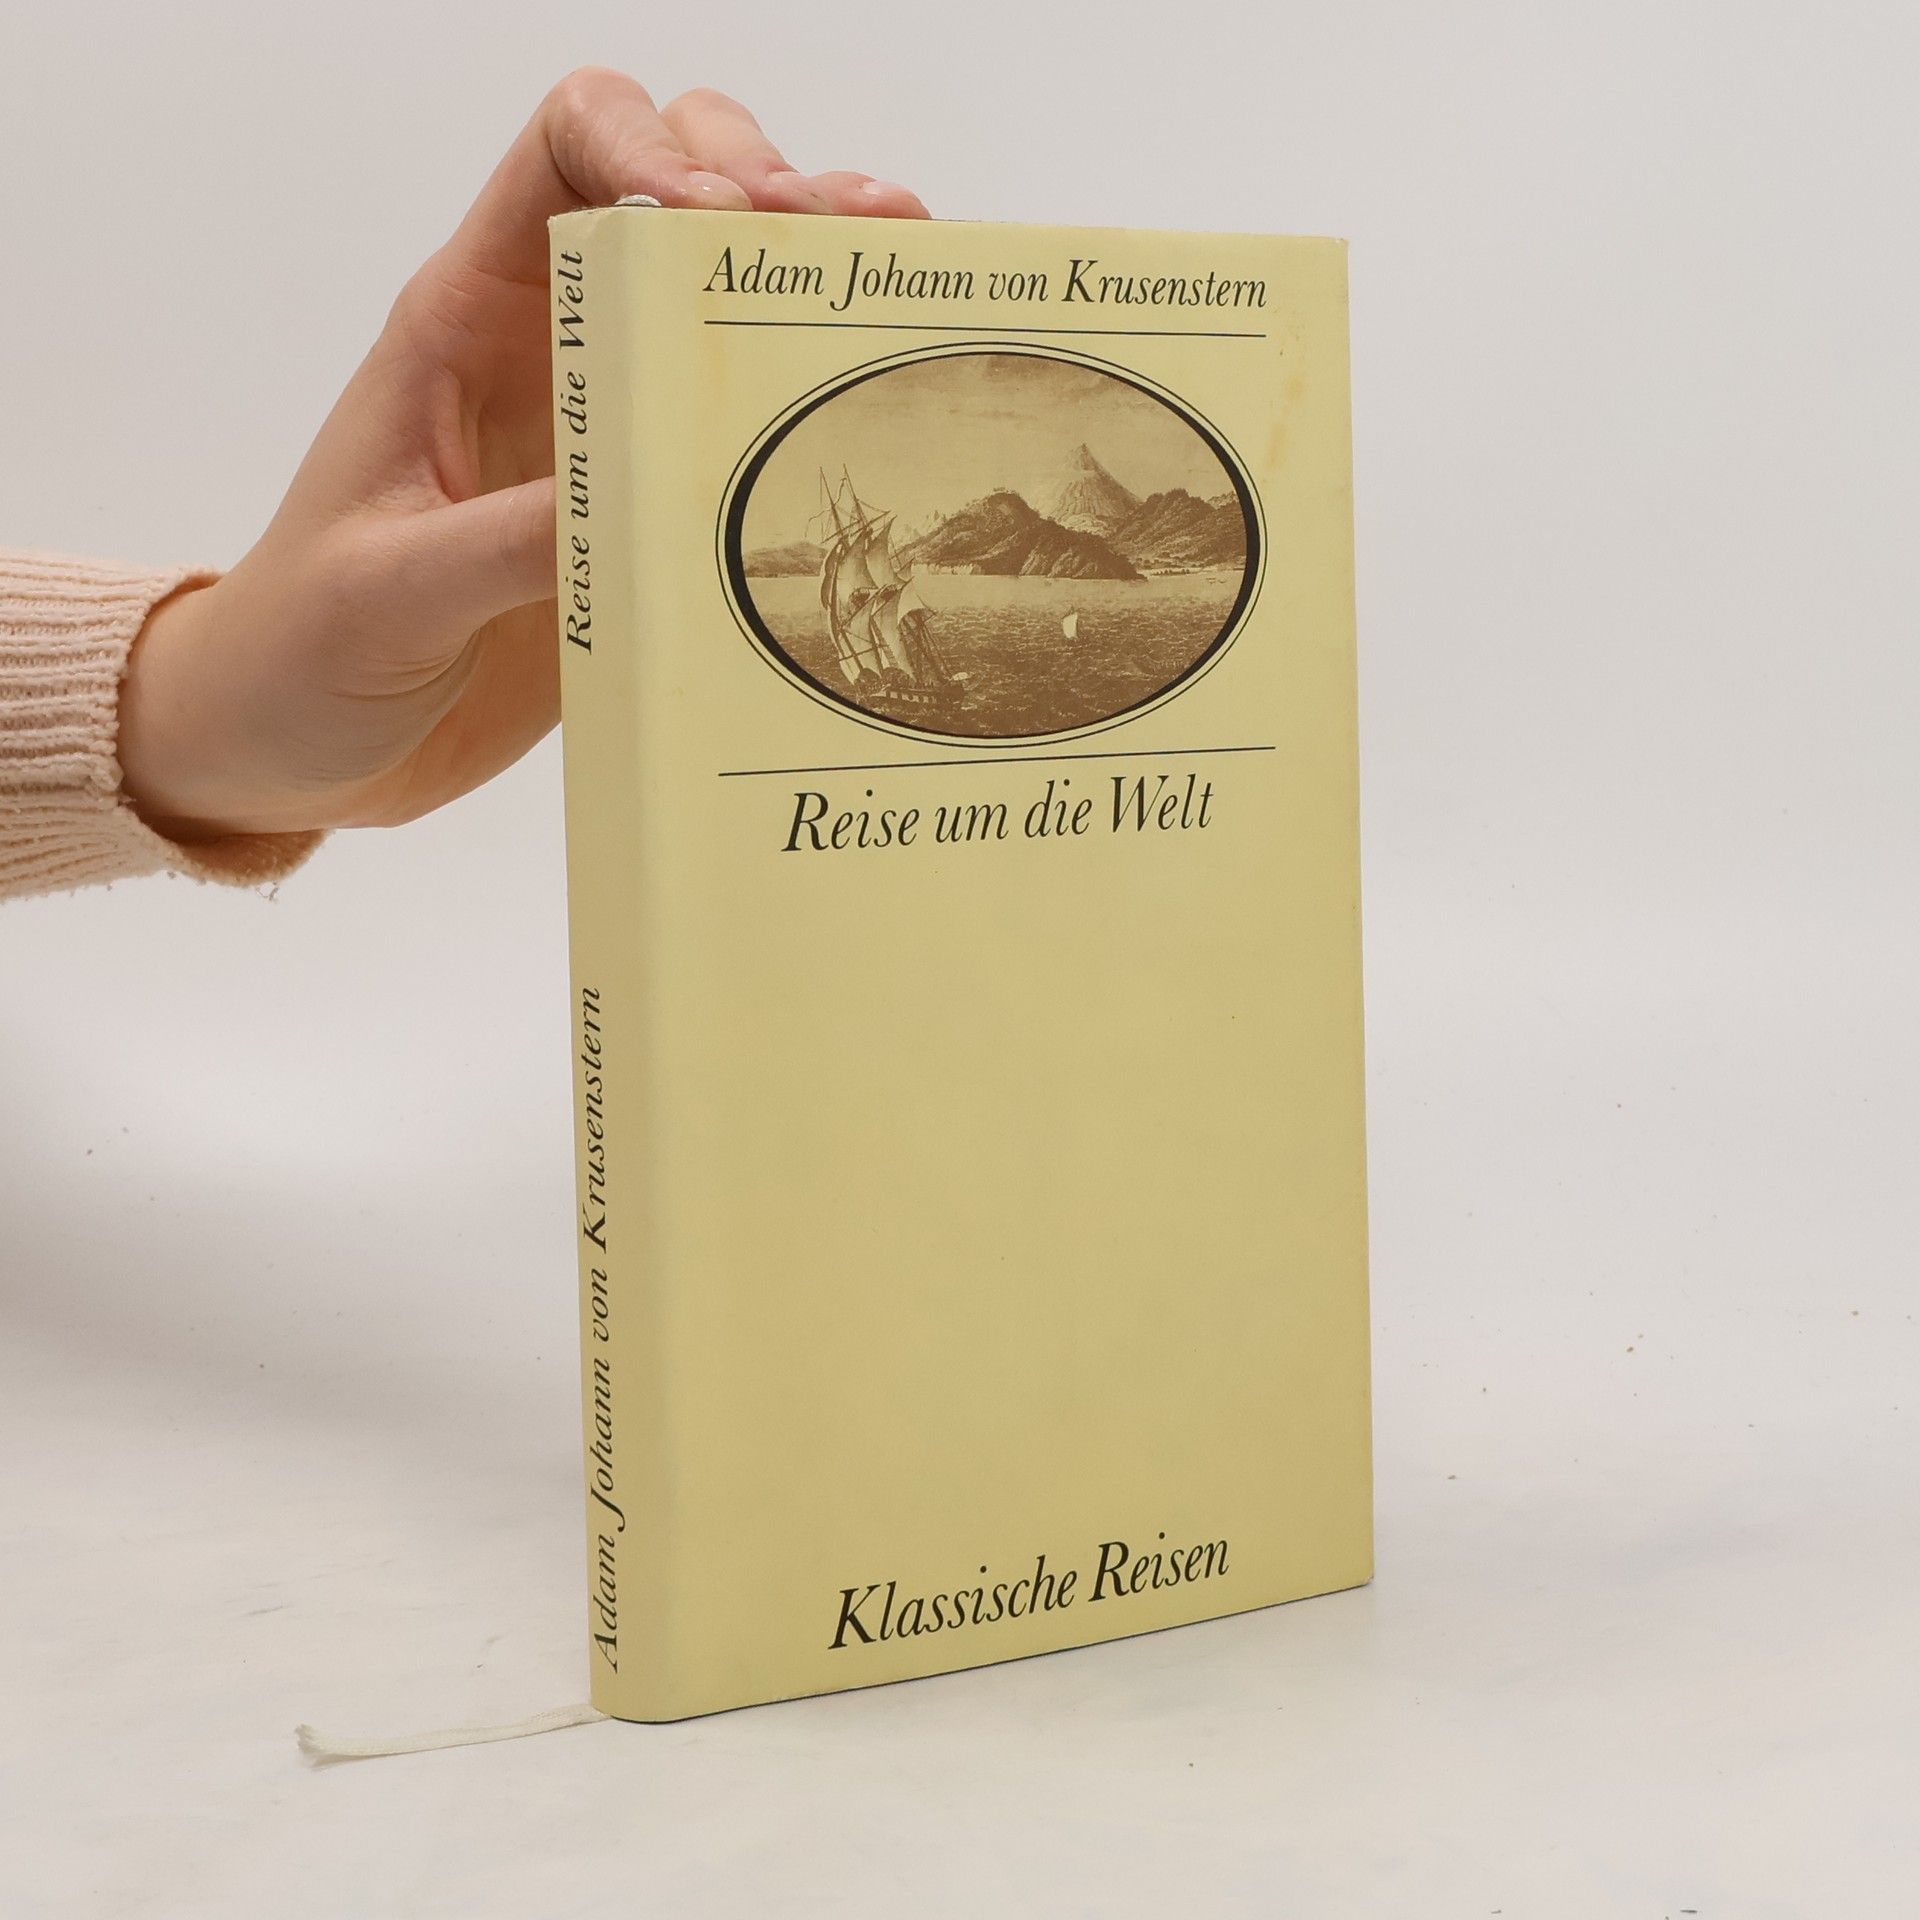 Adam Johann von Krusenstern
Reise um die Welt
Klassische Reisen
Adam Johann von Krusenstern
Reise um die Welt